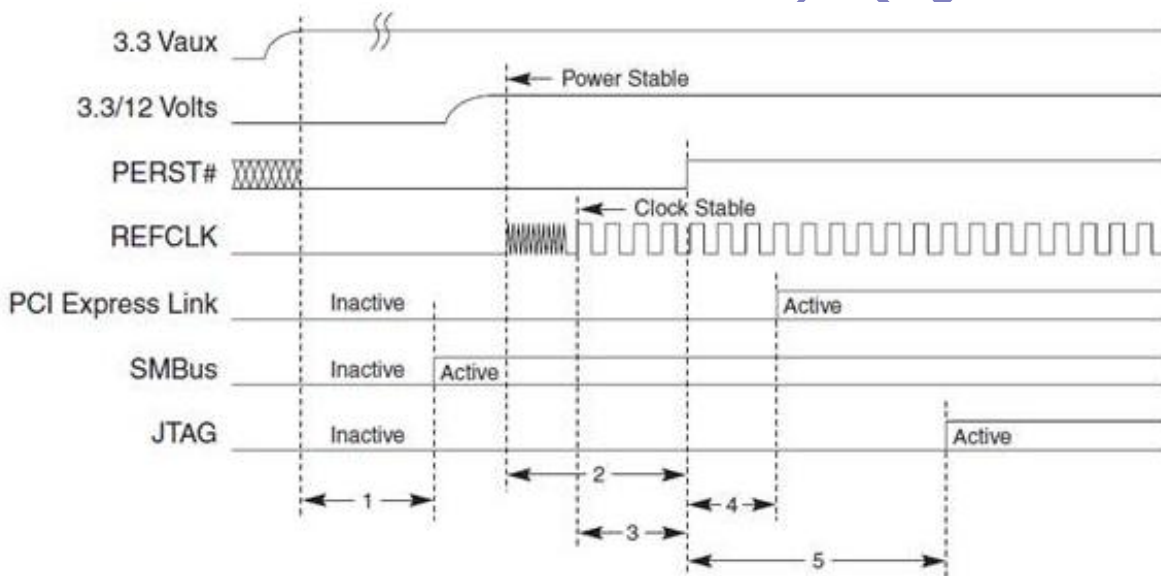 3.3 Vaux
Power Stable
3.3/12 Volts
PERST#
Clock Stable
REFCLK
PCI Express Link
Inactive
Active
SMBus
Inactive
Active
JTAG
Inactive
Active
1
2
3
4
5